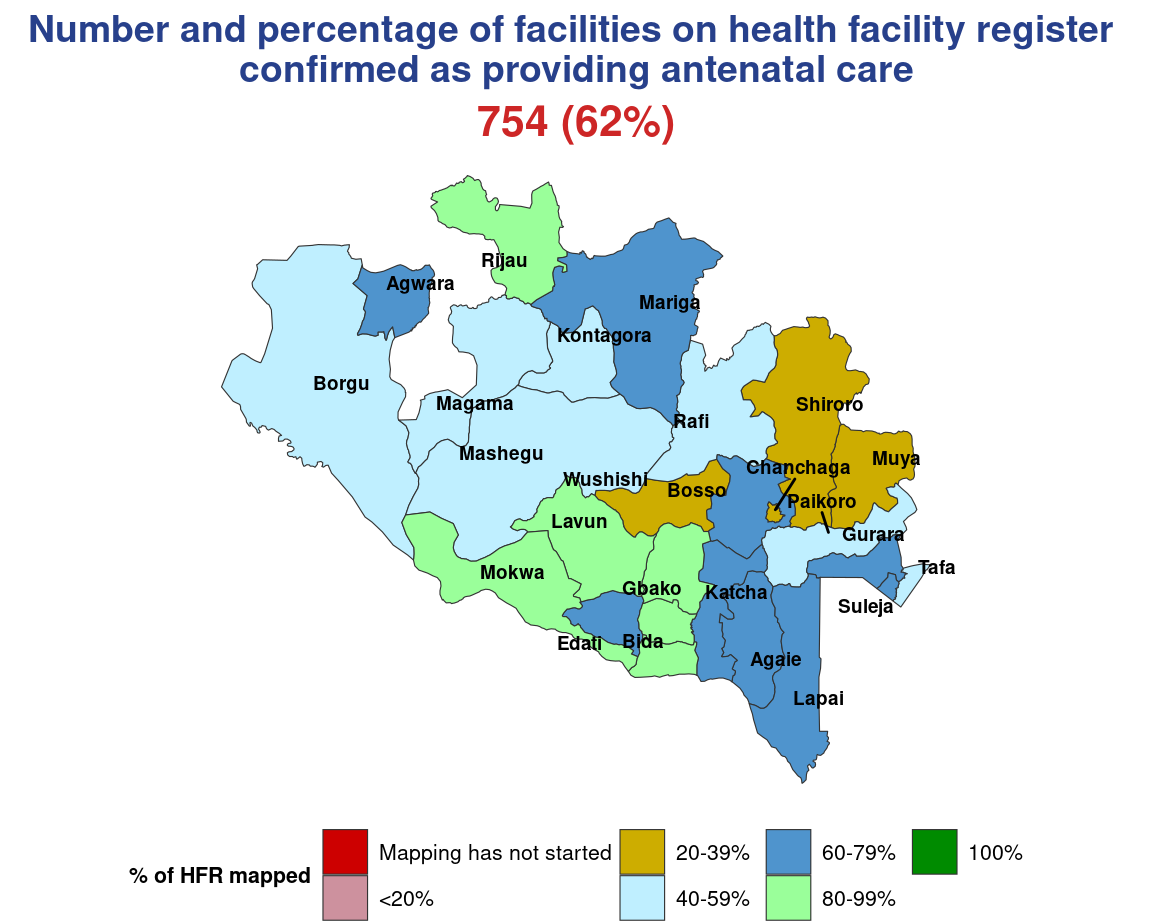 Number and percentage of facilities on health facility register
confirmed as providing antenatal care
754 (62%)
Rijau
Agwara
Mariga
Kontagora
Borgu
Magama
Shiroro
Rafi
Mashegu
Muya
Chanchaga
Wushishi
Bosso
Paikoro
Lavun
Gurara
Tafa
Mokwa
Gbako
Katcha
Suleja
Edati
Bida
Agaie
Lapai
% of HFR mapped
Mapping has not started
<20%
20-39%
40-59%
60-79%
80-99%
100%